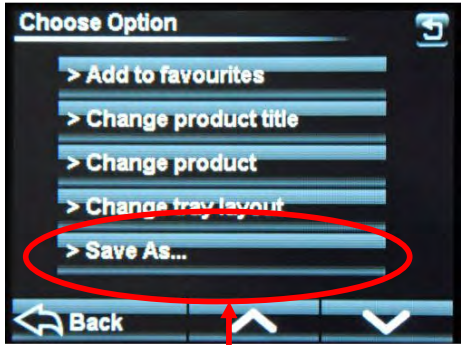 Choose Option
> Add to favourites
> Change product title
> Change product
> Change tray layout
> Save As...
Back